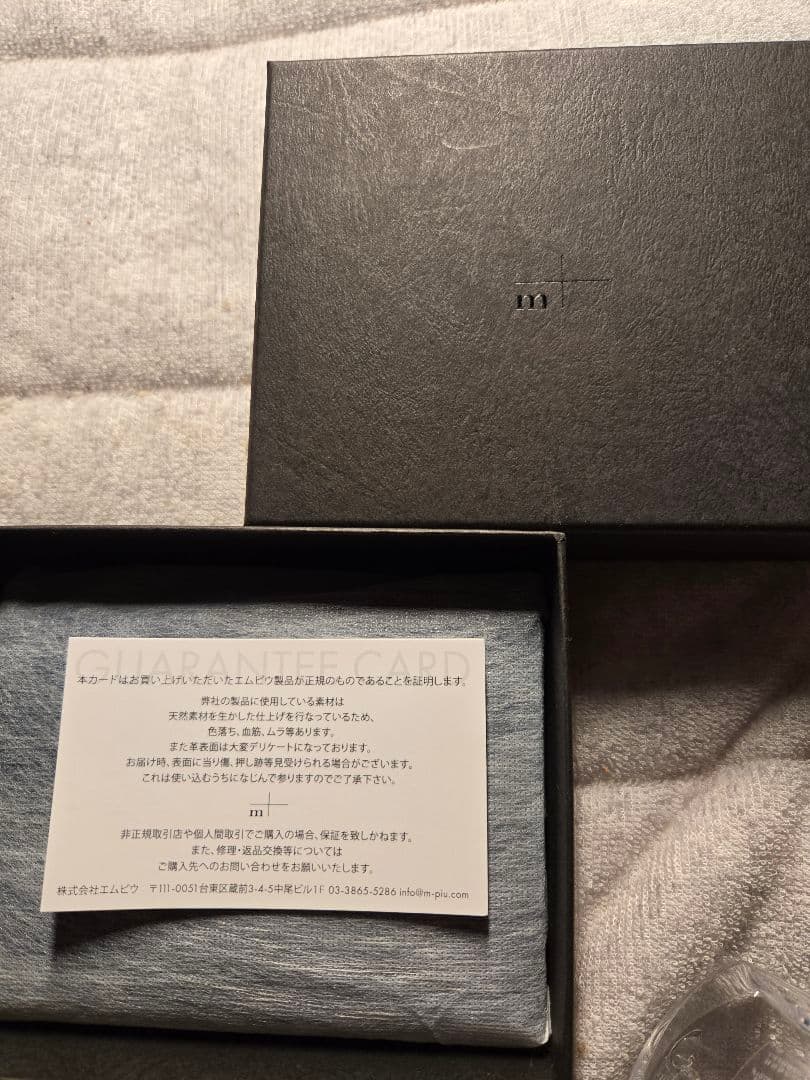 m
GUARANTEE CARD
本カードはお買い上げいただいたエムピウ製品が正規のものであることを証明します。
弊社の製品に使用している素材は
天然素材を生かした仕上げを行なっているため、
色落ち、血筋、ムラ等あります。
また革表面は大変デリケートになっております。
お届け時、表面に当り傷、押し跡等見受けられる場合がございます。
これは使い込むうちになじんで参りますのでご了承下さい。
m
非正規取引店や個人間取引でご購入の場合、保証を致しかねます。
また、修理・返品交換等については
ご購入先へのお問い合わせをお願いいたします。
株式会社エムピウ 〒111-0051台東区蔵前3-4-5中尾ビル1F 03-3865-5286 info@m-piu.com